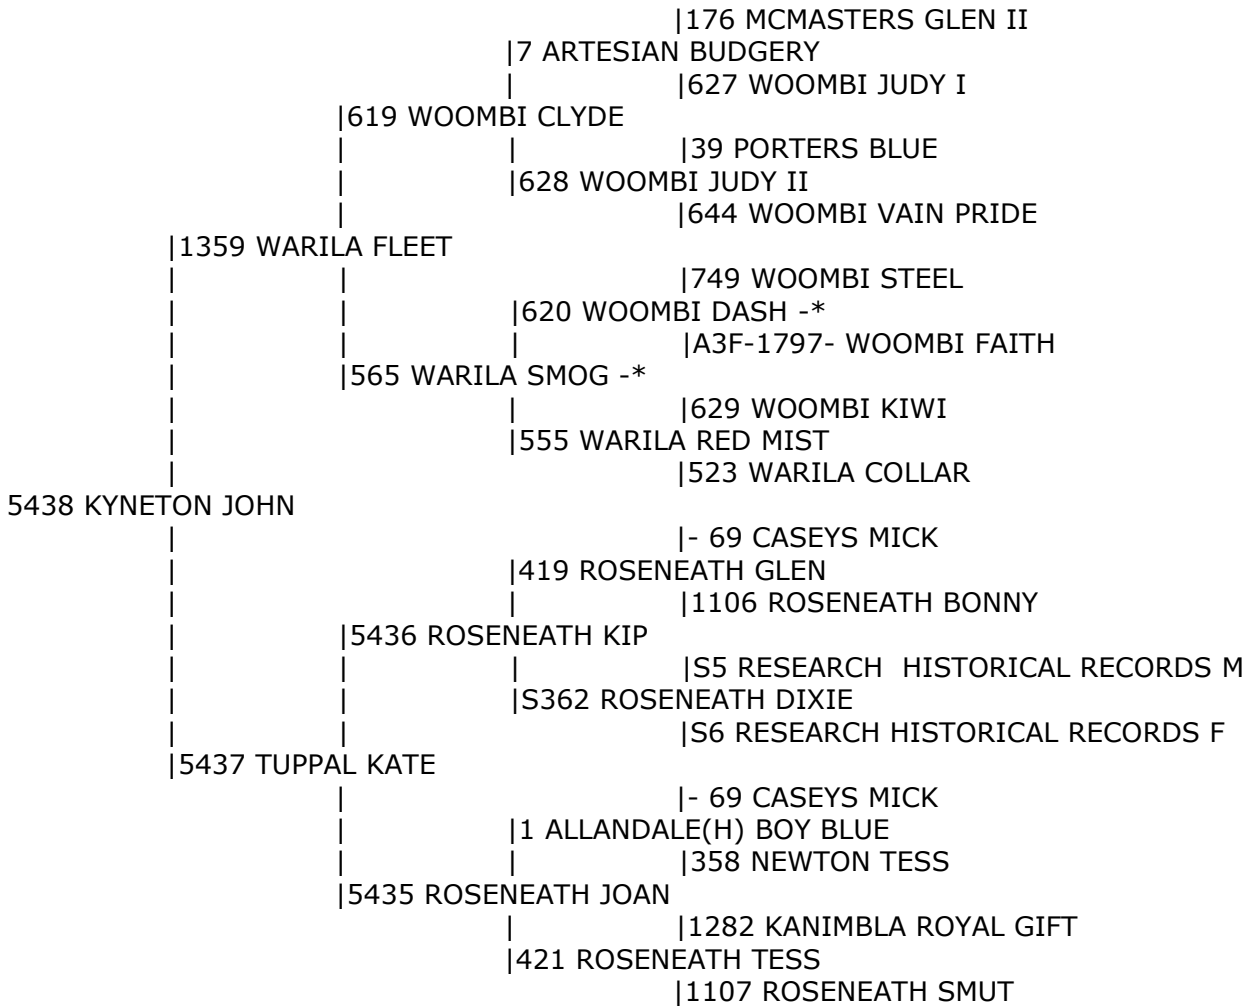 |176 MCMASTERS GLEN II
|7 ARTESIAN BUDGERY
|627 WOOMBI JUDY I
|619 WOOMBI CLYDE
|39 PORTERS BLUE
|628 WOOMBI JUDY II
|644 WOOMBI VAIN PRIDE
|1359 WARILA FLEET
|749 WOOMBI STEEL
|620 WOOMBI DASH -*
|A3F-1797- WOOMBI FAITH
|565 WARILA SMOG -*
|629 WOOMBI KIWI
|555 WARILA RED MIST
|523 WARILA COLLAR
5438 KYNETON JOHN
|- 69 CASEYS MICK
|419 ROSENEATH GLEN
|1106 ROSENEATH BONNY
|5436 ROSENEATH KIP
|S5 RESEARCH  HISTORICAL RECORDS M
|S362 ROSENEATH DIXIE
|S6 RESEARCH HISTORICAL RECORDS F
|5437 TUPPAL KATE
|- 69 CASEYS MICK
|1 ALLANDALE(H) BOY BLUE
|358 NEWTON TESS
|5435 ROSENEATH JOAN
|1282 KANIMBLA ROYAL GIFT
|421 ROSENEATH TESS
|1107 ROSENEATH SMUT